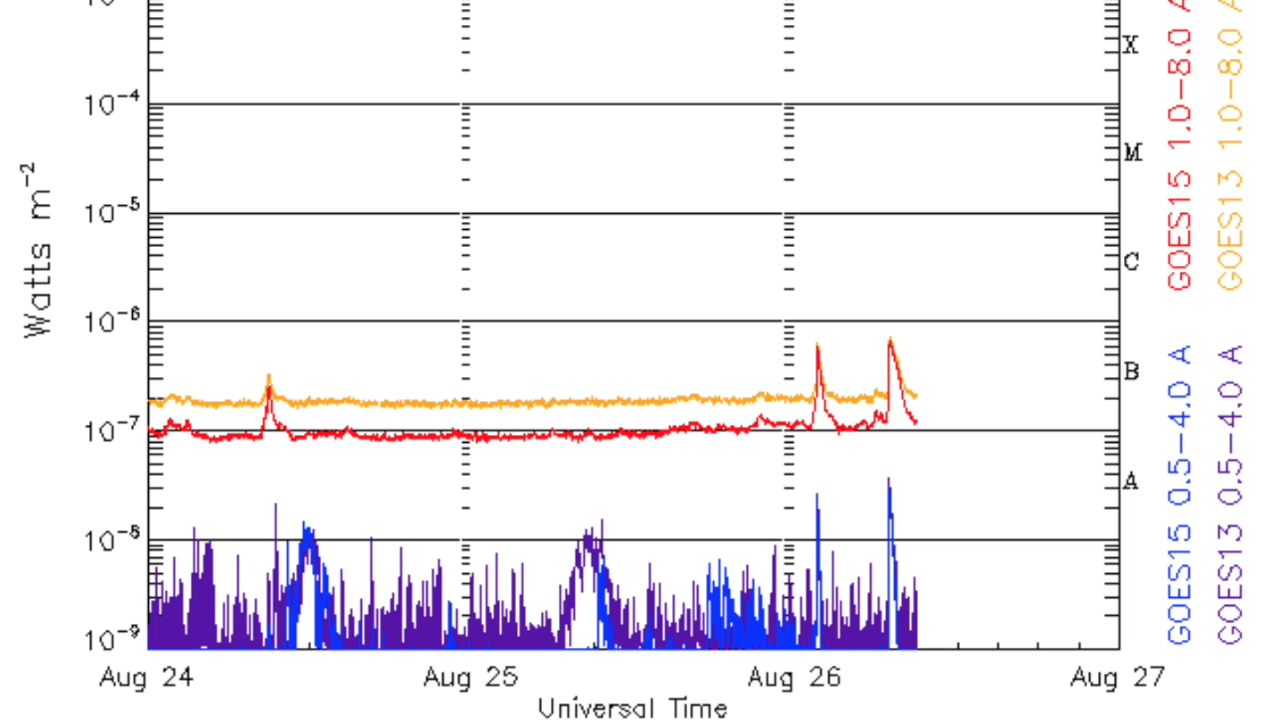 10⁻⁴
10⁻⁵
10⁻⁶
10⁻⁷
10⁻⁸
10⁻⁹
Watts m⁻²
X
M
C
B
A
Aug 24 Aug 25 Aug 26 Aug 27
Universal Time
GOES15 1.0-8.0 A
GOES13 1.0-8.0 A
GOES15 0.5-4.0 A
GOES13 0.5-4.0 A